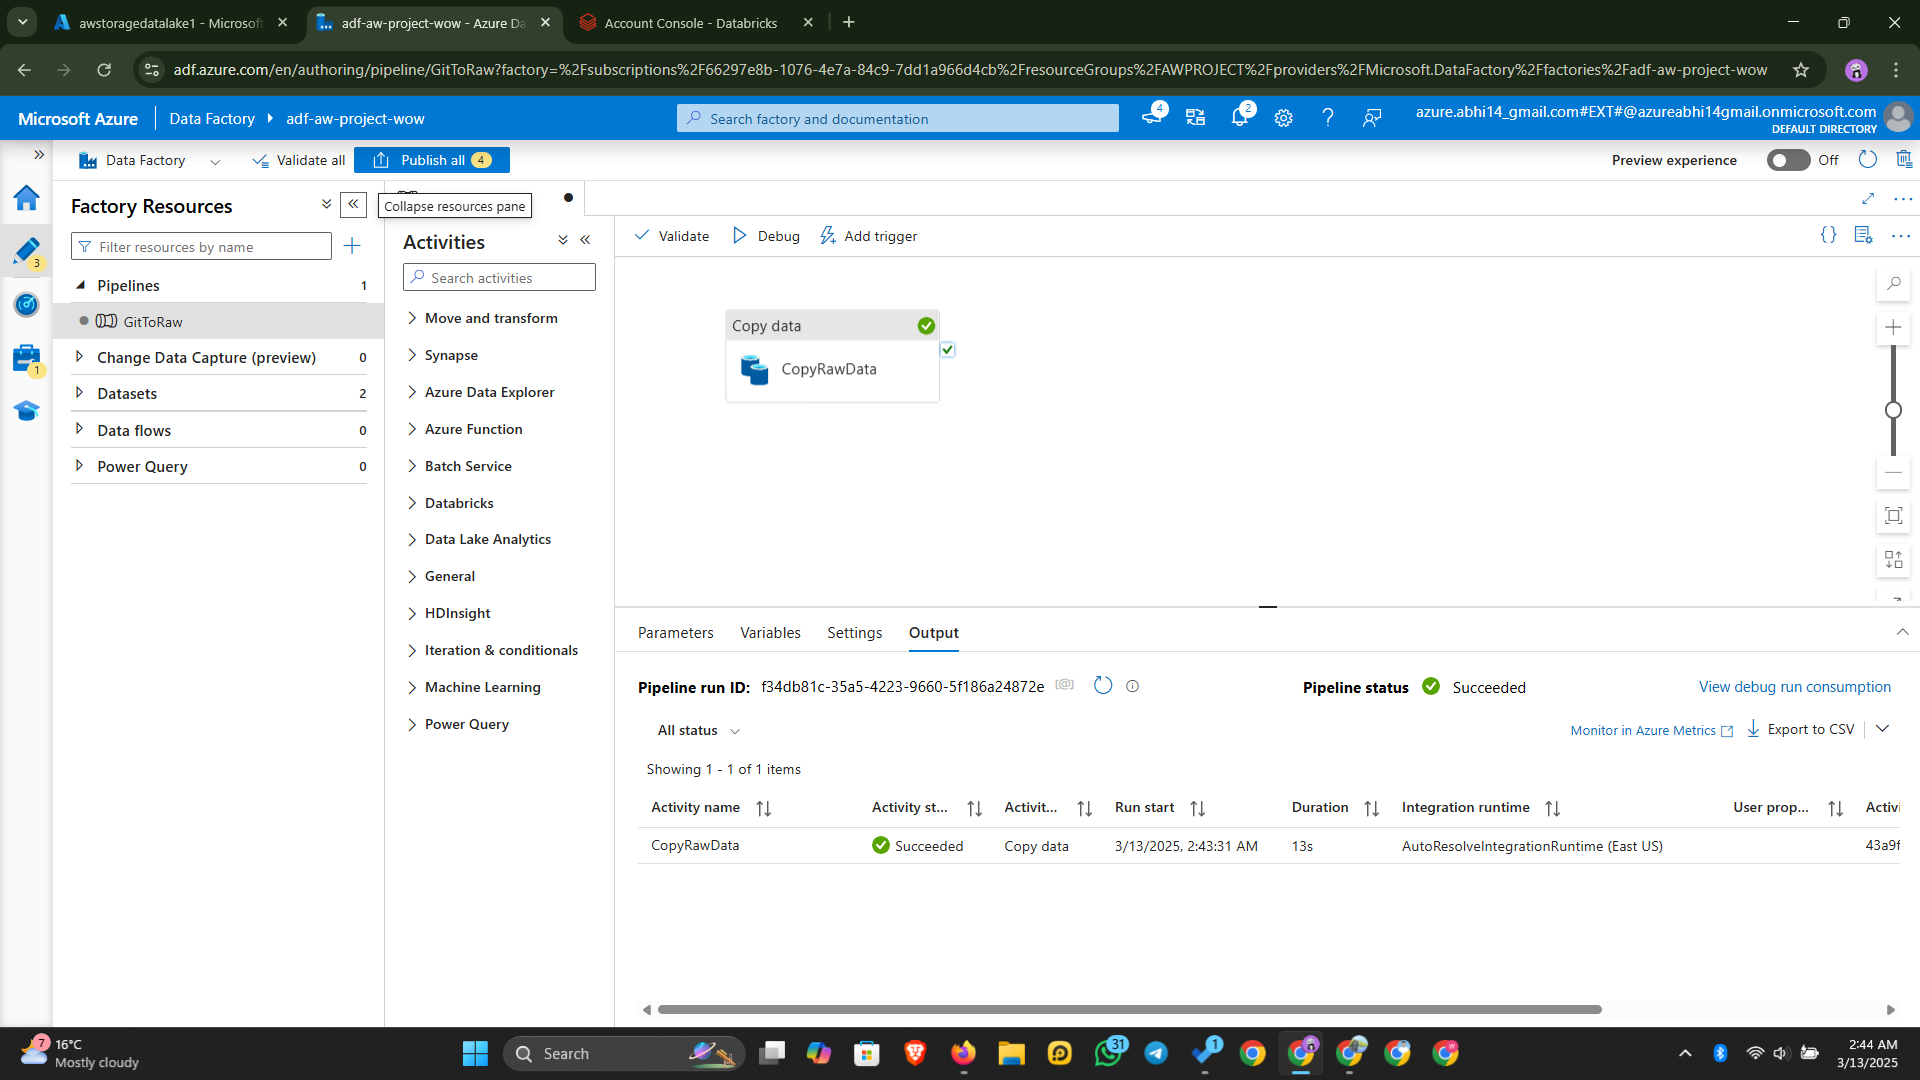 awstoragedatalake1 - Microsof
adf-aw-project-wow - Azure Da
Account Console - Databricks
adf.azure.com/en/authoring/pipeline/GitToRaw?factory=%2Fsubscriptions%2F66297e8b-1076-4e7a-84c9-7dd1a966d4cb%2FresourceGroups%2FAWPROJECT%2Fproviders%2FMicrosoft.DataFactory%2Ffactories%2Fadf-aw-project-wow
Microsoft Azure
Data Factory
adf-aw-project-wow
Search factory and documentation
4
2
azure.abhi14_gmail.com#EXT#@azureabhi14gmail.onmicrosoft.com
DEFAULT DIRECTORY
Data Factory
Validate all
Publish all 4
Preview experience
Off
3
1
Factory Resources
Collapse resources pane
Filter resources by name
Pipelines 1
GitToRaw
Change Data Capture (preview) 0
Datasets 2
Data flows 0
Power Query 0
Activities
Search activities
Move and transform
Synapse
Azure Data Explorer
Azure Function
Batch Service
Databricks
Data Lake Analytics
General
HDInsight
Iteration & conditionals
Machine Learning
Power Query
Validate
Debug
Add trigger
{}
Copy data
CopyRawData
Parameters
Variables
Settings
Output
Pipeline run ID: f34db81c-35a5-4223-9660-5f186a24872e [@]
Pipeline status Succeeded
View debug run consumption
All status
Monitor in Azure Metrics
Export to CSV
Showing 1 - 1 of 1 items
Activity name Activity st... Activit... Run start Duration Integration runtime User prop... Activi
CopyRawData Succeeded Copy data 3/13/2025, 2:43:31 AM 13s AutoResolveIntegrationRuntime (East US) 43a9f
7
16°C
Mostly cloudy
Search
31
1
2:44 AM
3/13/2025